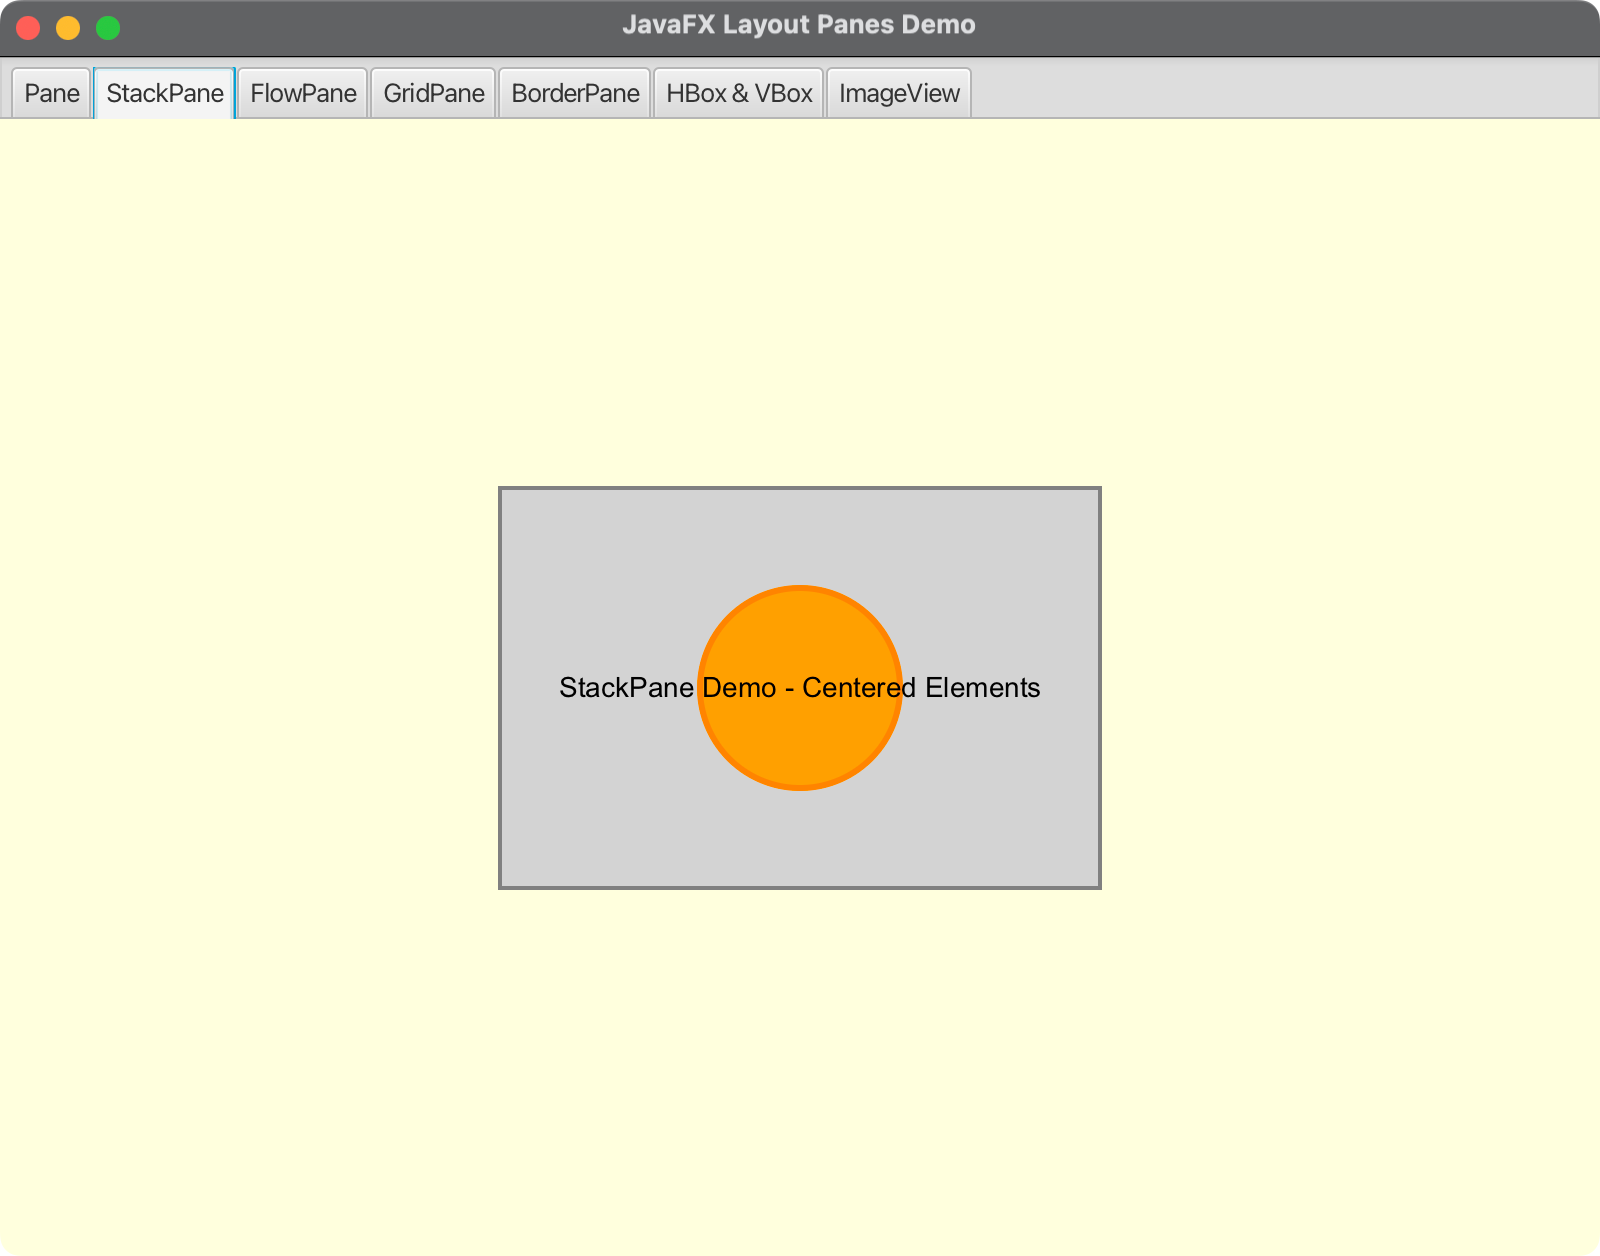 JavaFX Layout Panes Demo
Pane StackPane FlowPane GridPane BorderPane HBox & VBox ImageView
StackPane Demo - Centered Elements